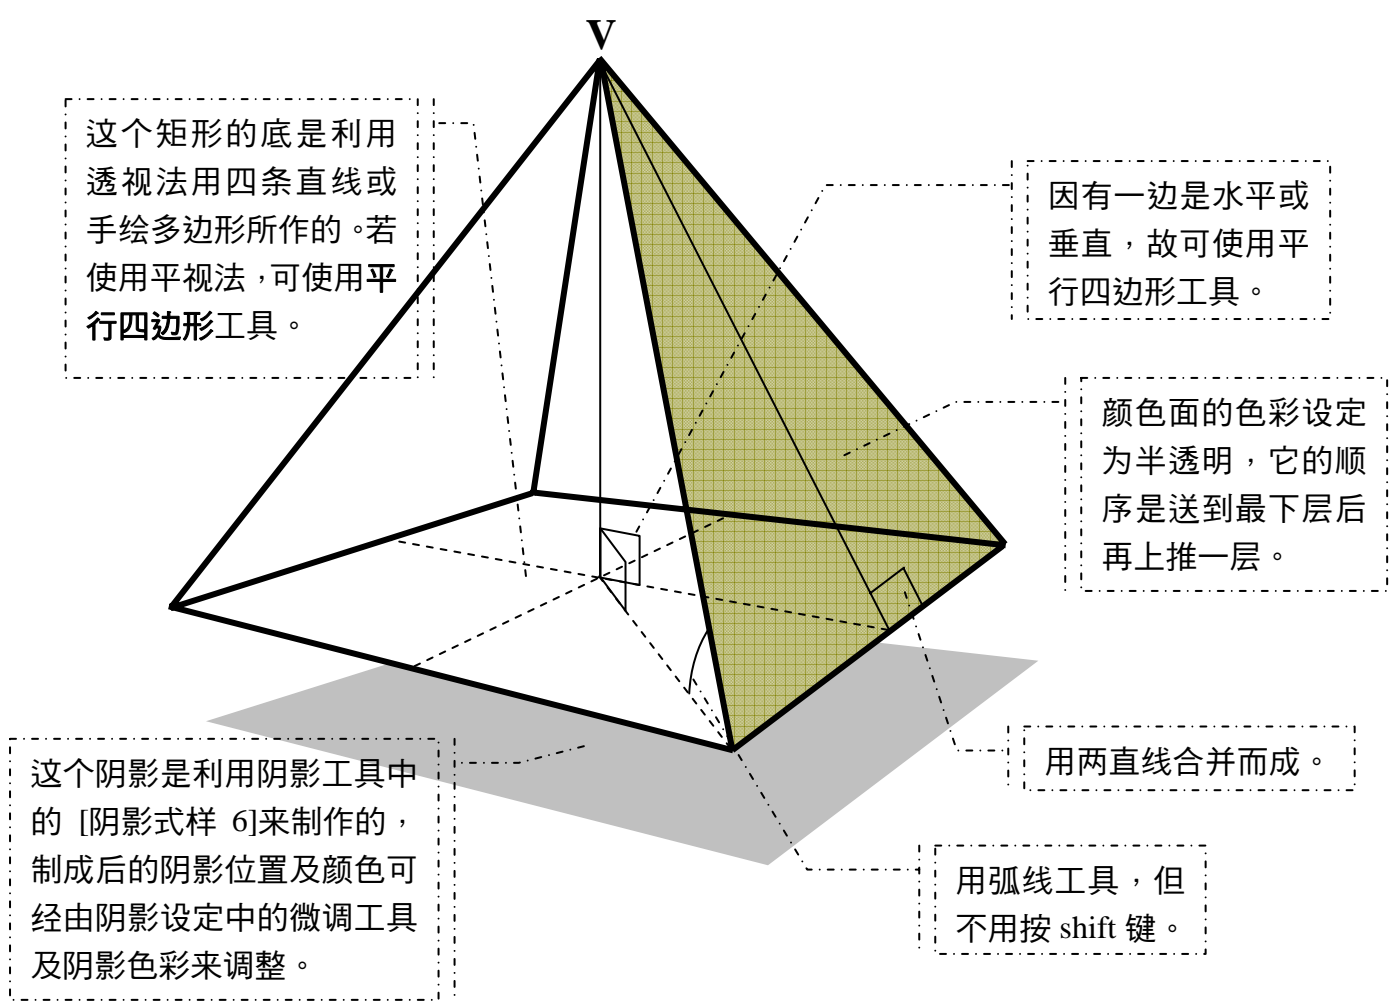 V
这个矩形的底是利用
透视法用四条直线或
手绘多边形所作的。若
使用平视法，可使用平
行四边形工具。
因有一边是水平或
垂直，故可使用平
行四边形工具。
颜色面的色彩设定
为半透明，它的顺
序是送到最下层后
再上推一层。
用两直线合并而成。
用弧线工具，但
不用按 shift 键。
这个阴影是利用阴影工具中
的 [阴影式样 6]来制作的，
制成后的阴影位置及颜色可
经由阴影设定中的微调工具
及阴影色彩来调整。